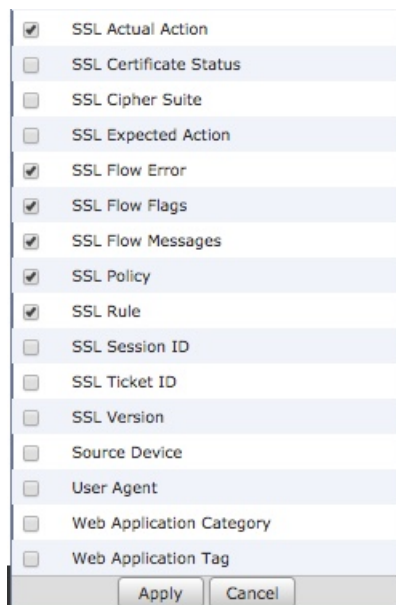 SSL Actual Action
SSL Certificate Status
SSL Cipher Suite
SSL Expected Action
SSL Flow Error
SSL Flow Flags
SSL Flow Messages
SSL Policy
SSL Rule
SSL Session ID
SSL Ticket ID
SSL Version
Source Device
User Agent
Web Application Category
Web Application Tag
Apply Cancel